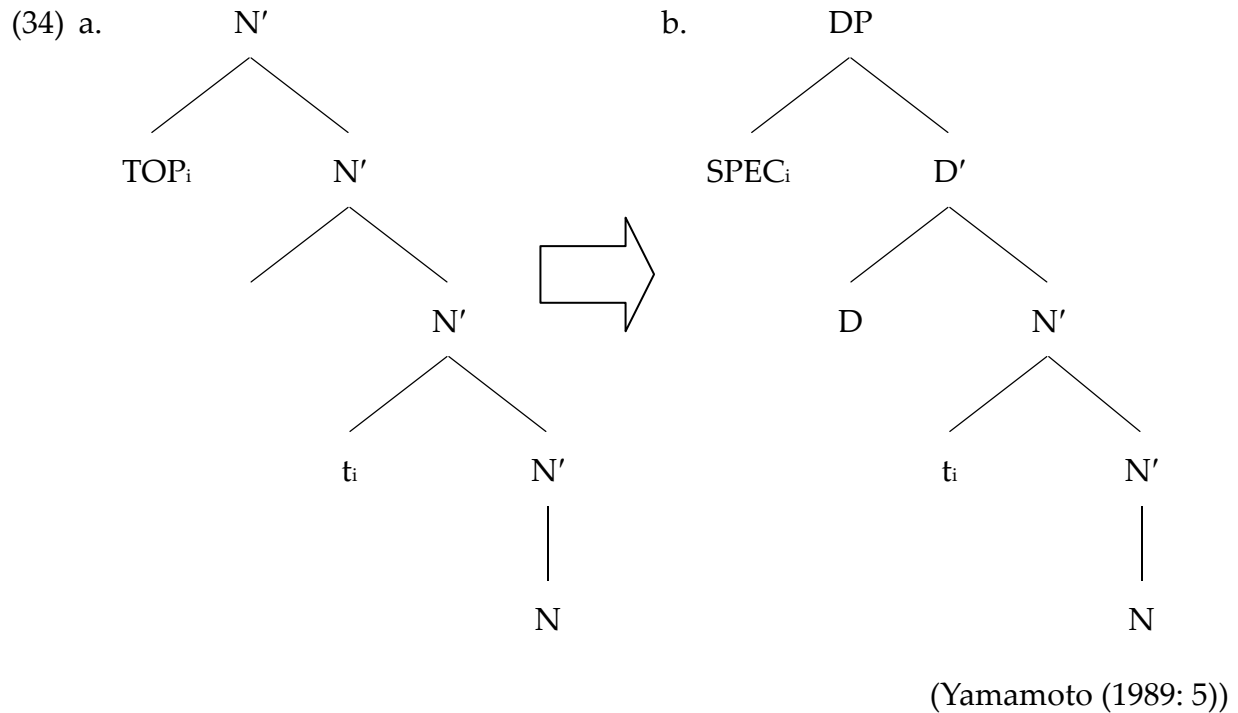 (34) a. N′ b. DP
TOPi N′ SPECi D′
N′ D N′
ti N′ ti N′
N N
(Yamamoto (1989: 5))